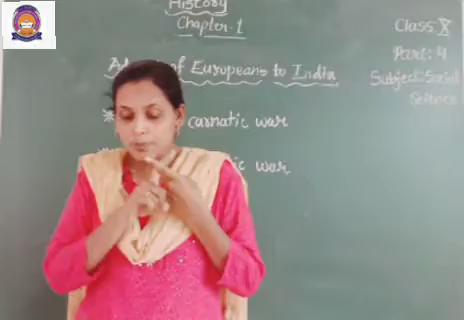 History
Chapter-1
Class X
Part: 4
Subject: Social
Science
of Europeans to India
* carnatic war
war